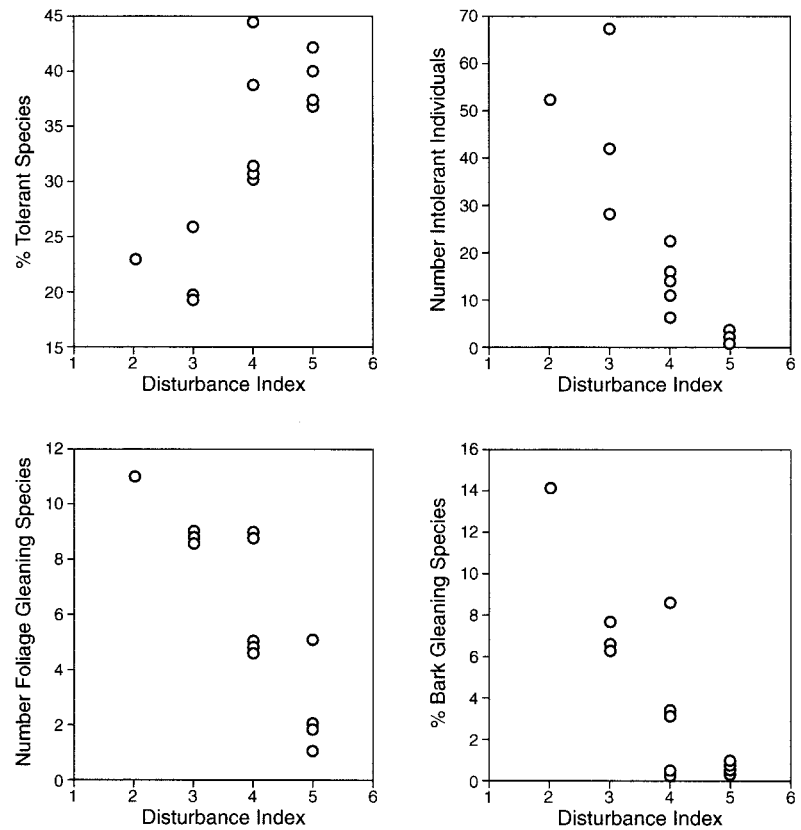 % Tolerant Species
45
40
35
30
25
20
15
1 2 3 4 5 6
Disturbance Index
Number Intolerant Individuals
70
60
50
40
30
20
10
0
1 2 3 4 5 6
Disturbance Index
Number Foliage Gleaning Species
12
10
8
6
4
2
0
1 2 3 4 5 6
Disturbance Index
% Bark Gleaning Species
16
14
12
10
8
6
4
2
0
1 2 3 4 5 6
Disturbance Index